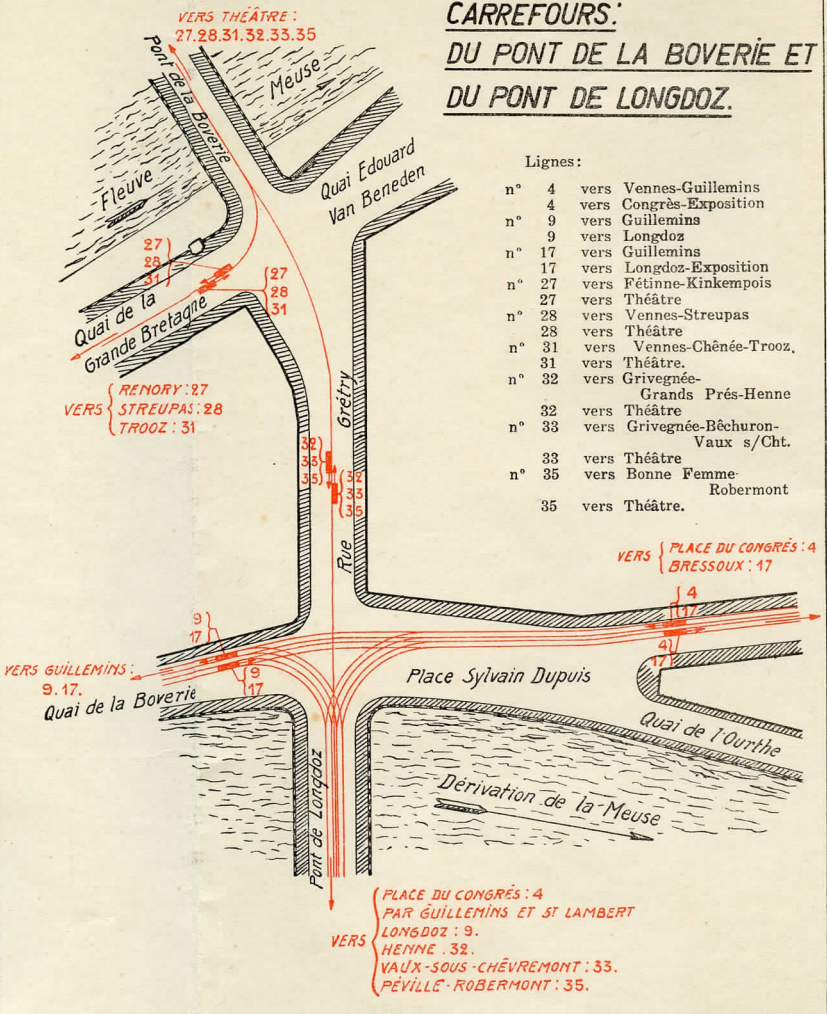 CARREFOURS:
DU PONT DE LA BOVERIE ET
DU PONT DE LONGDOZ.
VERS THÉÂTRE:
27.28.31.32.33.35
Pont de la Boverie
Meuse
Quai Edouard
Van Beneden
Fleuve
27
28
31
27
28
31
Quai de la
Grande Bretagne
VERS
RENORY:27
STREUPAS:28
TROOZ:31
Lignes:
n° 4 vers Vennes-Guillemins
4 vers Congrès-Exposition
n° 9 vers Guillemins
9 vers Longdoz
n° 17 vers Guillemins
17 vers Longdoz-Exposition
n° 27 vers Fétinne-Kinkempois
27 vers Théâtre
n° 28 vers Vennes-Streupas
28 vers Théâtre
n° 31 vers Vennes-Chênée-Trooz.
31 vers Théâtre.
n° 32 vers Grivegnée-
Grands Prés-Henne
32 vers Théâtre
n° 33 vers Grivegnée-Bêchuron-
Vaux s/Cht.
33 vers Théâtre
n° 35 vers Bonne Femme-
Robermont
35 vers Théâtre.
Rue Grétry
32
33
35
32
33
35
VERS
PLACE DU CONGRÉS:4
BRESSOUX:17
4
17
4
17
9
17
9
17
VERS GUILLEMINS:
9.17.
Quai de la Boverie
Place Sylvain Dupuis
Quai de l'Ourthe
Pont de Longdoz
Dérivation de la Meuse
VERS
PLACE DU CONGRÉS:4
PAR GUILLEMINS ET ST LAMBERT
LONGDOZ:9.
HENNE.32.
VAUX-SOUS-CHÊVREMONT:33.
PÉVILLE-ROBERMONT:35.